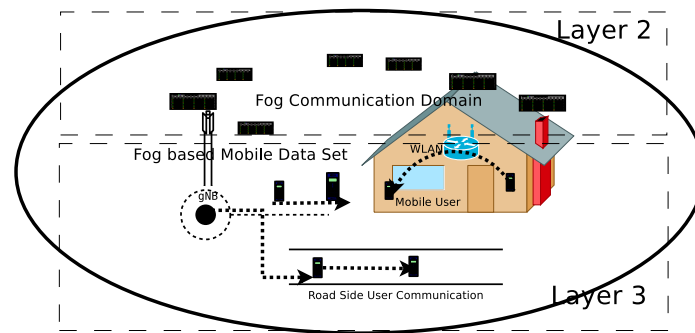 Layer 2
Fog Communication Domain
Fog based Mobile Data Set
WLAN
gNB
Mobile User
Road Side User Communication
Layer 3